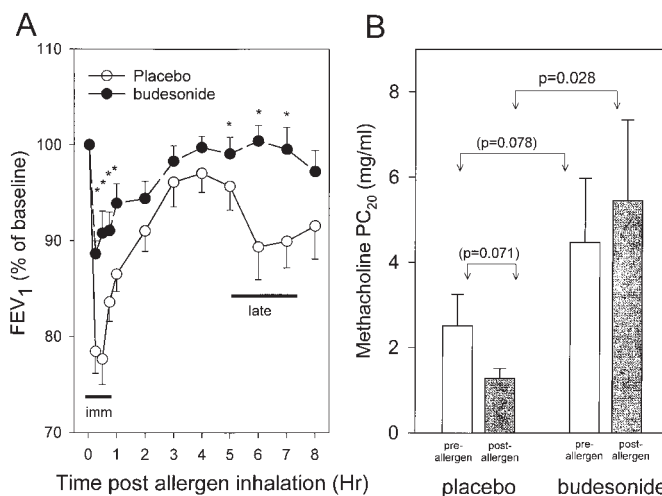 A
110
100
90
80
70
FEV1 (% of baseline)
Placebo
budesonide
*
*
*
*
* * *
late
imm
0 1 2 3 4 5 6 7 8
Time post allergen inhalation (Hr)
B
8
6
4
2
0
Methacholine PC20 (mg/ml)
p=0.028
(p=0.078)
(p=0.071)
pre-
allergen
post-
allergen
pre-
allergen
post-
allergen
placebo budesonide